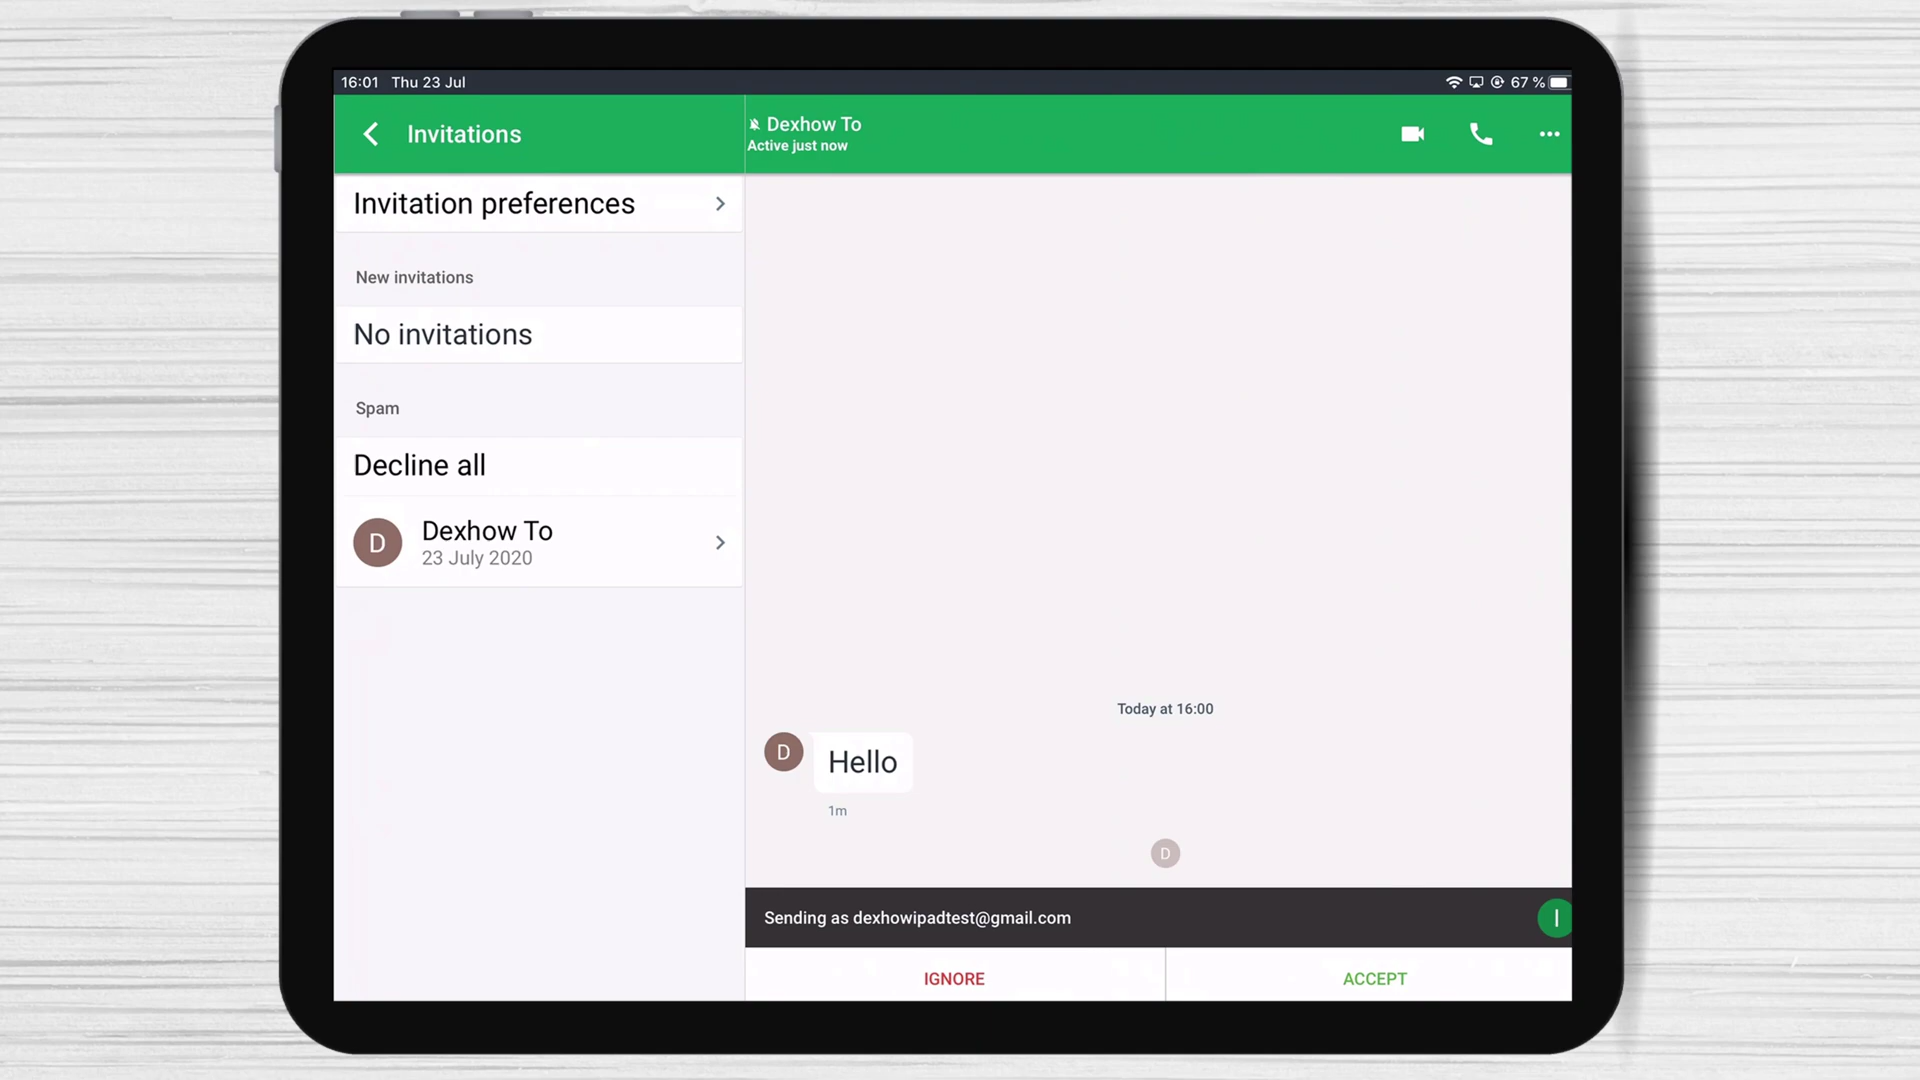 16:01 Thu 23 Jul
67 %
Invitations
Invitation preferences
New invitations
No invitations
Spam
Decline all
D
Dexhow To
23 July 2020
Dexhow To
Active just now
Today at 16:00
D
Hello
1m
D
Sending as dexhowipadtest@gmail.com
I
IGNORE
ACCEPT